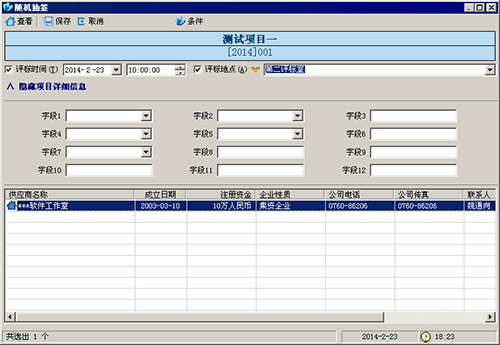 随机抽签
查看 保存 取消 条件
测试项目一
[2014]001
评标时间(T) 2014-2-23 10:00:00 评标地点(A) 第二评标室
隐藏项目详细信息
字段1 字段2 字段3
字段4 字段5 字段6
字段7 字段8 字段9
字段10 字段11 字段12
供应商名称 成立日期 注册资金 企业性质 公司电话 公司传真 联系人
***软件工作室 2003-03-10 10万人民币 集资企业 0760-86206 0760-86206
共选出 1 个 2014-2-23 18:23